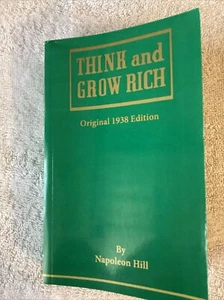 THINK and
GROW RICH
Original 1938 Edition
By
Napoleon Hill